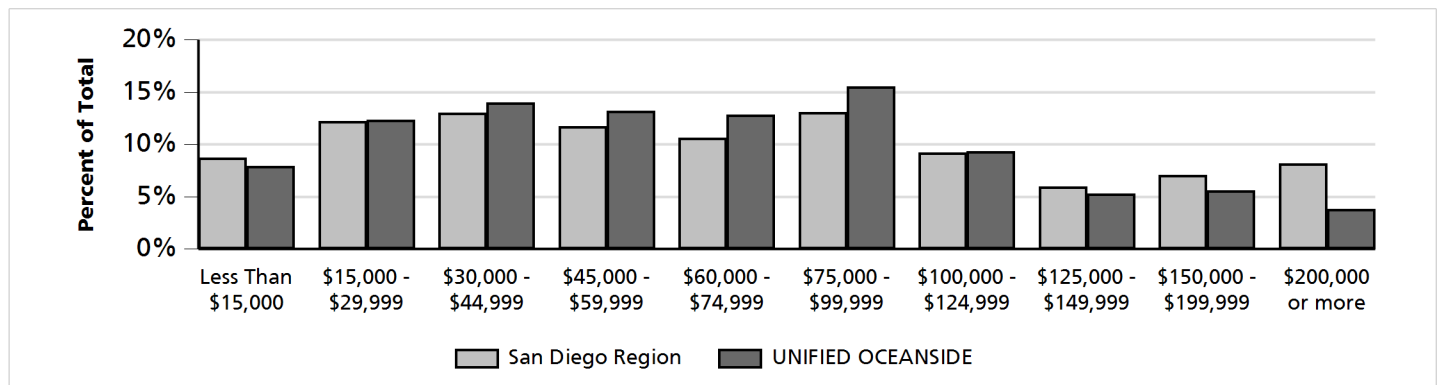 Percent of Total
20%
15%
10%
5%
0%
Less Than $15,000 - $30,000 - $45,000 - $60,000 - $75,000 - $100,000 - $125,000 - $150,000 - $200,000
$15,000 $29,999 $44,999 $59,999 $74,999 $99,999 $124,999 $149,999 $199,999 or more
San Diego Region UNIFIED OCEANSIDE